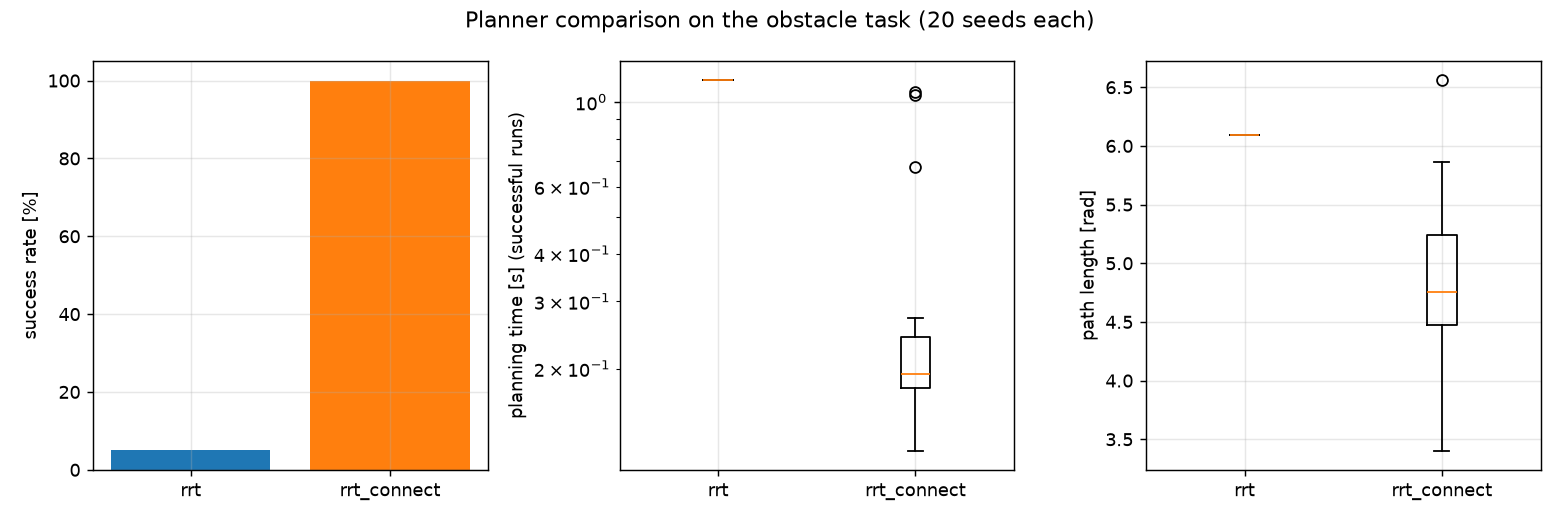 Planner comparison on the obstacle task (20 seeds each)
success rate [%]
100
80
60
40
20
0
rrt
rrt_connect
planning time [s] (successful runs)
10⁰
6 × 10⁻¹
4 × 10⁻¹
3 × 10⁻¹
2 × 10⁻¹
rrt
rrt_connect
path length [rad]
6.5
6.0
5.5
5.0
4.5
4.0
3.5
rrt
rrt_connect